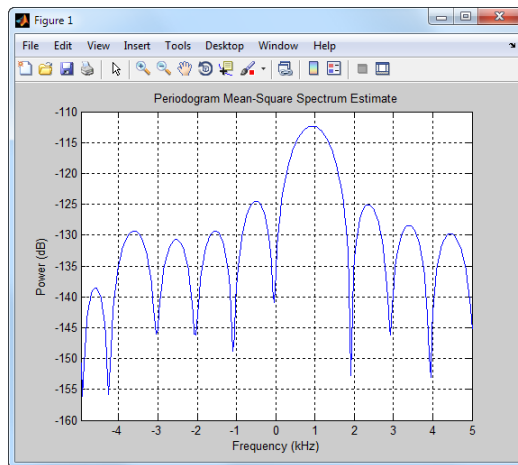 Figure 1
File Edit View Insert Tools Desktop Window Help
Periodogram Mean-Square Spectrum Estimate
-110
-115
-120
-125
-130
-135
-140
-145
-150
-155
-160
Power (dB)
-4 -3 -2 -1 0 1 2 3 4 5
Frequency (kHz)